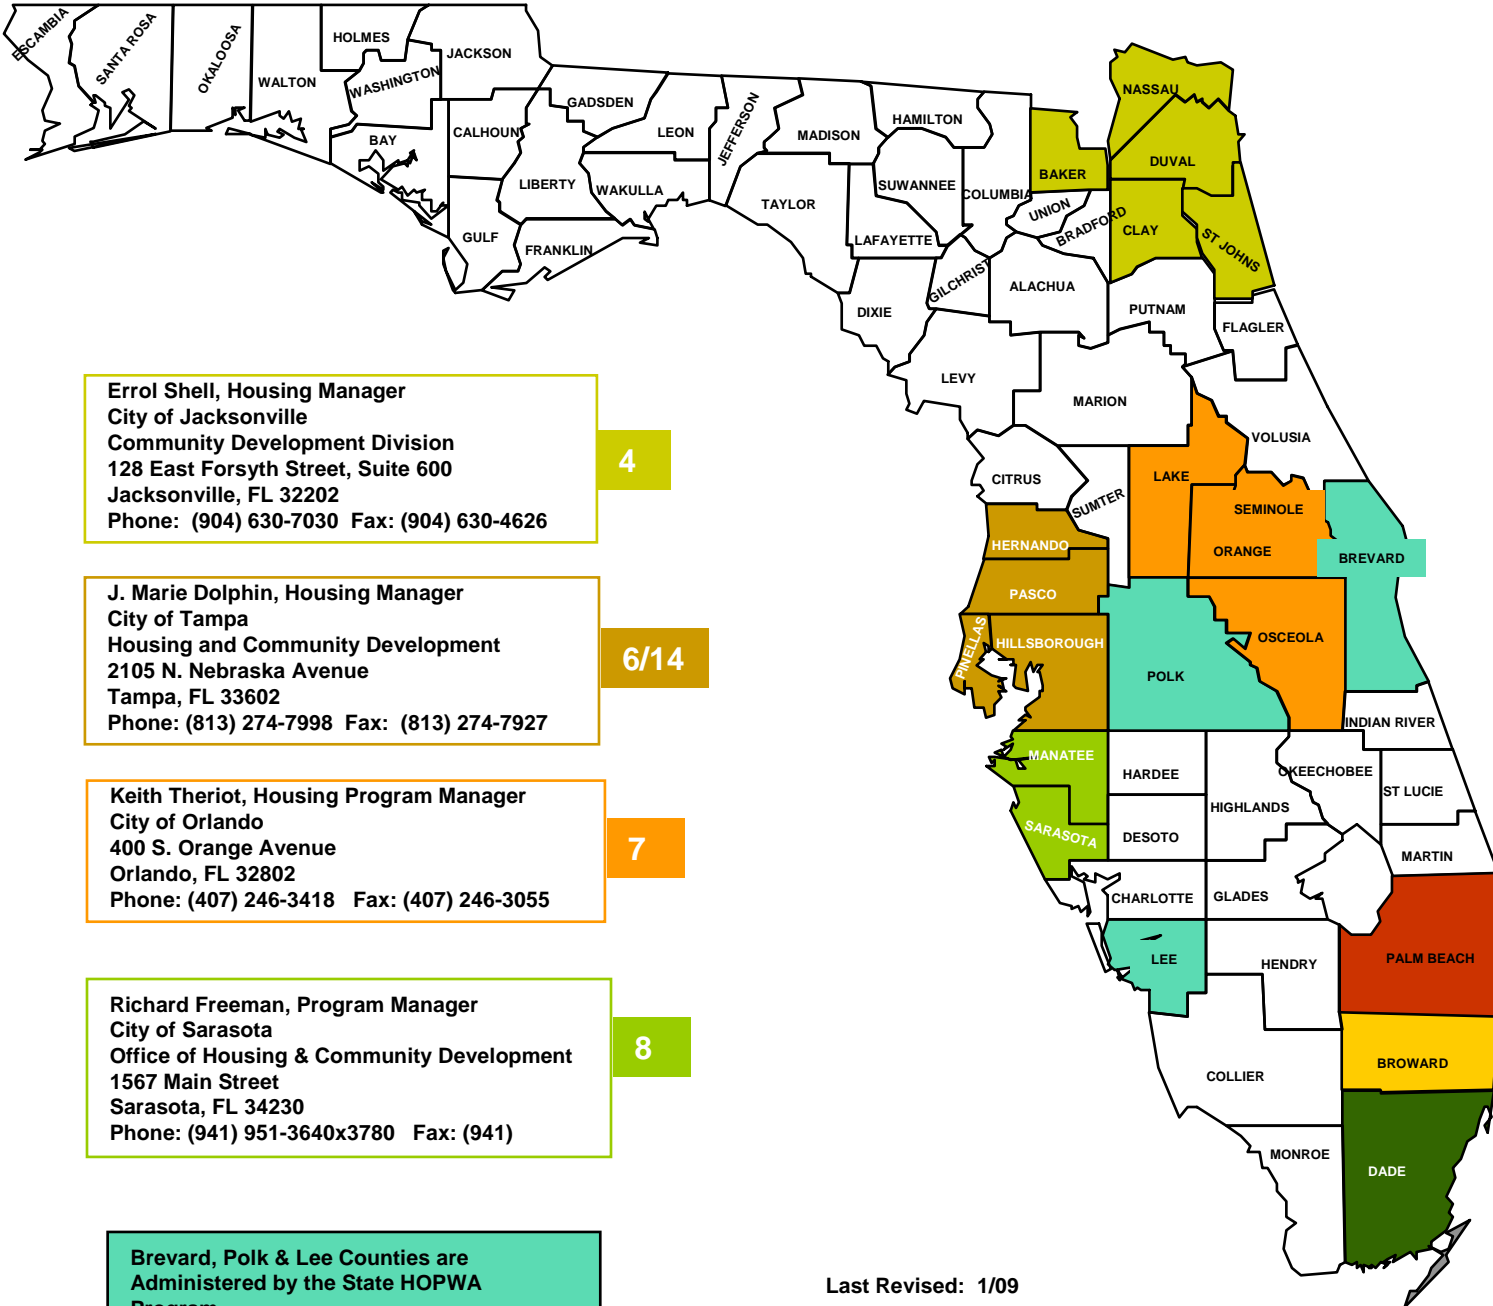 ESCAMBIA
SANTA ROSA
OKALOOSA
WALTON
HOLMES
WASHINGTON
JACKSON
BAY
CALHOUN
GULF
GADSDEN
LIBERTY
FRANKLIN
LEON
WAKULLA
JEFFERSON
MADISON
TAYLOR
HAMILTON
SUWANNEE
LAFAYETTE
DIXIE
COLUMBIA
GILCHRIST
BAKER
UNION
BRADFORD
ALACHUA
NASSAU
DUVAL
CLAY
ST JOHNS
PUTNAM
FLAGLER
LEVY
MARION
VOLUSIA
CITRUS
SUMTER
LAKE
SEMINOLE
ORANGE
BREVARD
HERNANDO
PASCO
PINELLAS
HILLSBOROUGH
POLK
OSCEOLA
INDIAN RIVER
MANATEE
HARDEE
OKEECHOBEE
ST LUCIE
HIGHLANDS
SARASOTA
DESOTO
MARTIN
CHARLOTTE
GLADES
LEE
HENDRY
PALM BEACH
BROWARD
COLLIER
MONROE
DADE
Errol Shell, Housing Manager
City of Jacksonville
Community Development Division
128 East Forsyth Street, Suite 600
Jacksonville, FL 32202
Phone: (904) 630-7030 Fax: (904) 630-4626
4
J. Marie Dolphin, Housing Manager
City of Tampa
Housing and Community Development
2105 N. Nebraska Avenue
Tampa, FL 33602
Phone: (813) 274-7998 Fax: (813) 274-7927
6/14
Keith Theriot, Housing Program Manager
City of Orlando
400 S. Orange Avenue
Orlando, FL 32802
Phone: (407) 246-3418 Fax: (407) 246-3055
7
Richard Freeman, Program Manager
City of Sarasota
Office of Housing & Community Development
1567 Main Street
Sarasota, FL 34230
Phone: (941) 951-3640x3780 Fax: (941)
8
Brevard, Polk & Lee Counties are
Administered by the State HOPWA
Program
Last Revised: 1/09